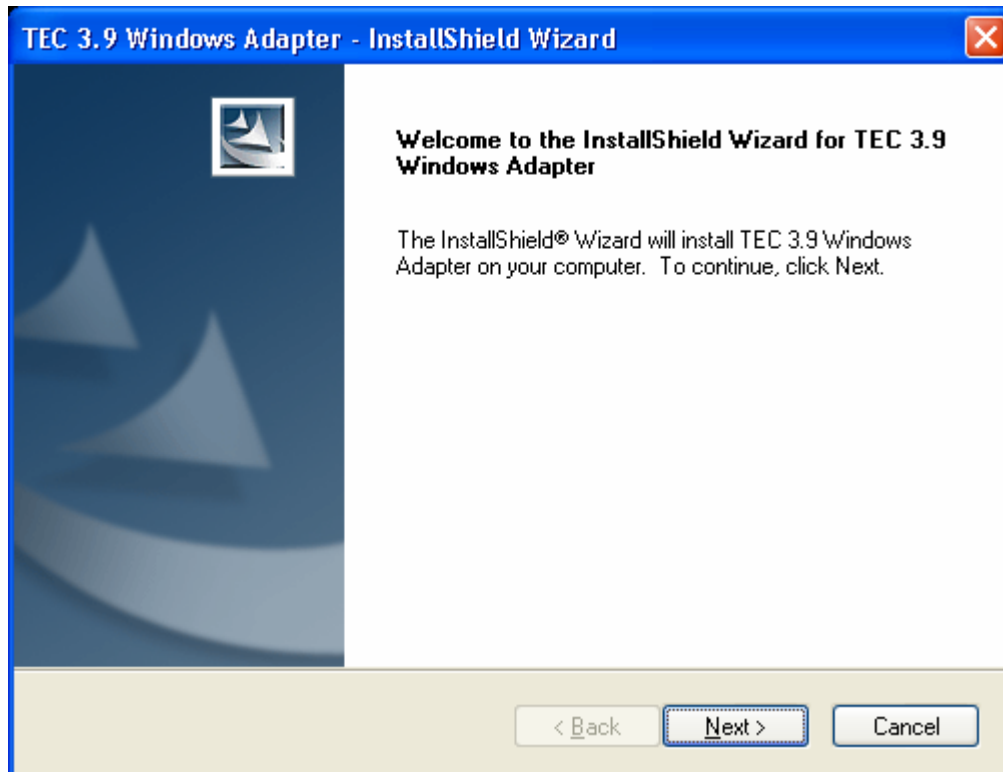 TEC 3.9 Windows Adapter - InstallShield Wizard
Welcome to the InstallShield Wizard for TEC 3.9
Windows Adapter
The InstallShield® Wizard will install TEC 3.9 Windows
Adapter on your computer.  To continue, click Next.
< Back Next > Cancel